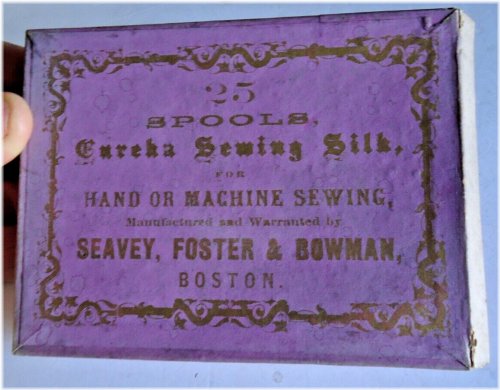 25
SPOOLS,
Eureka Sewing Silk,
FOR
HAND OR MACHINE SEWING,
Manufactured and Warranted by
SEAVEY, FOSTER & BOWMAN,
BOSTON.